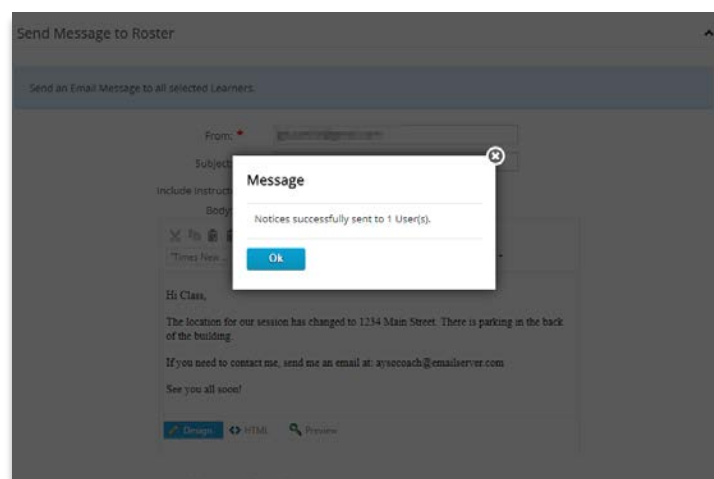 Send Message to Roster
Send an Email Message to all selected Learners.
From: *
Subject:
Message
Include Instruct
Notices successfully sent to 1 User(s).
Body:
"Times New ...
Ok
Hi Class,
The location for our session has changed to 1234 Main Street. There is parking in the back
of the building.
If you need to contact me, send me an email at: aysocoach@emailserver.com
See you all soon!
Design
HTML
Preview